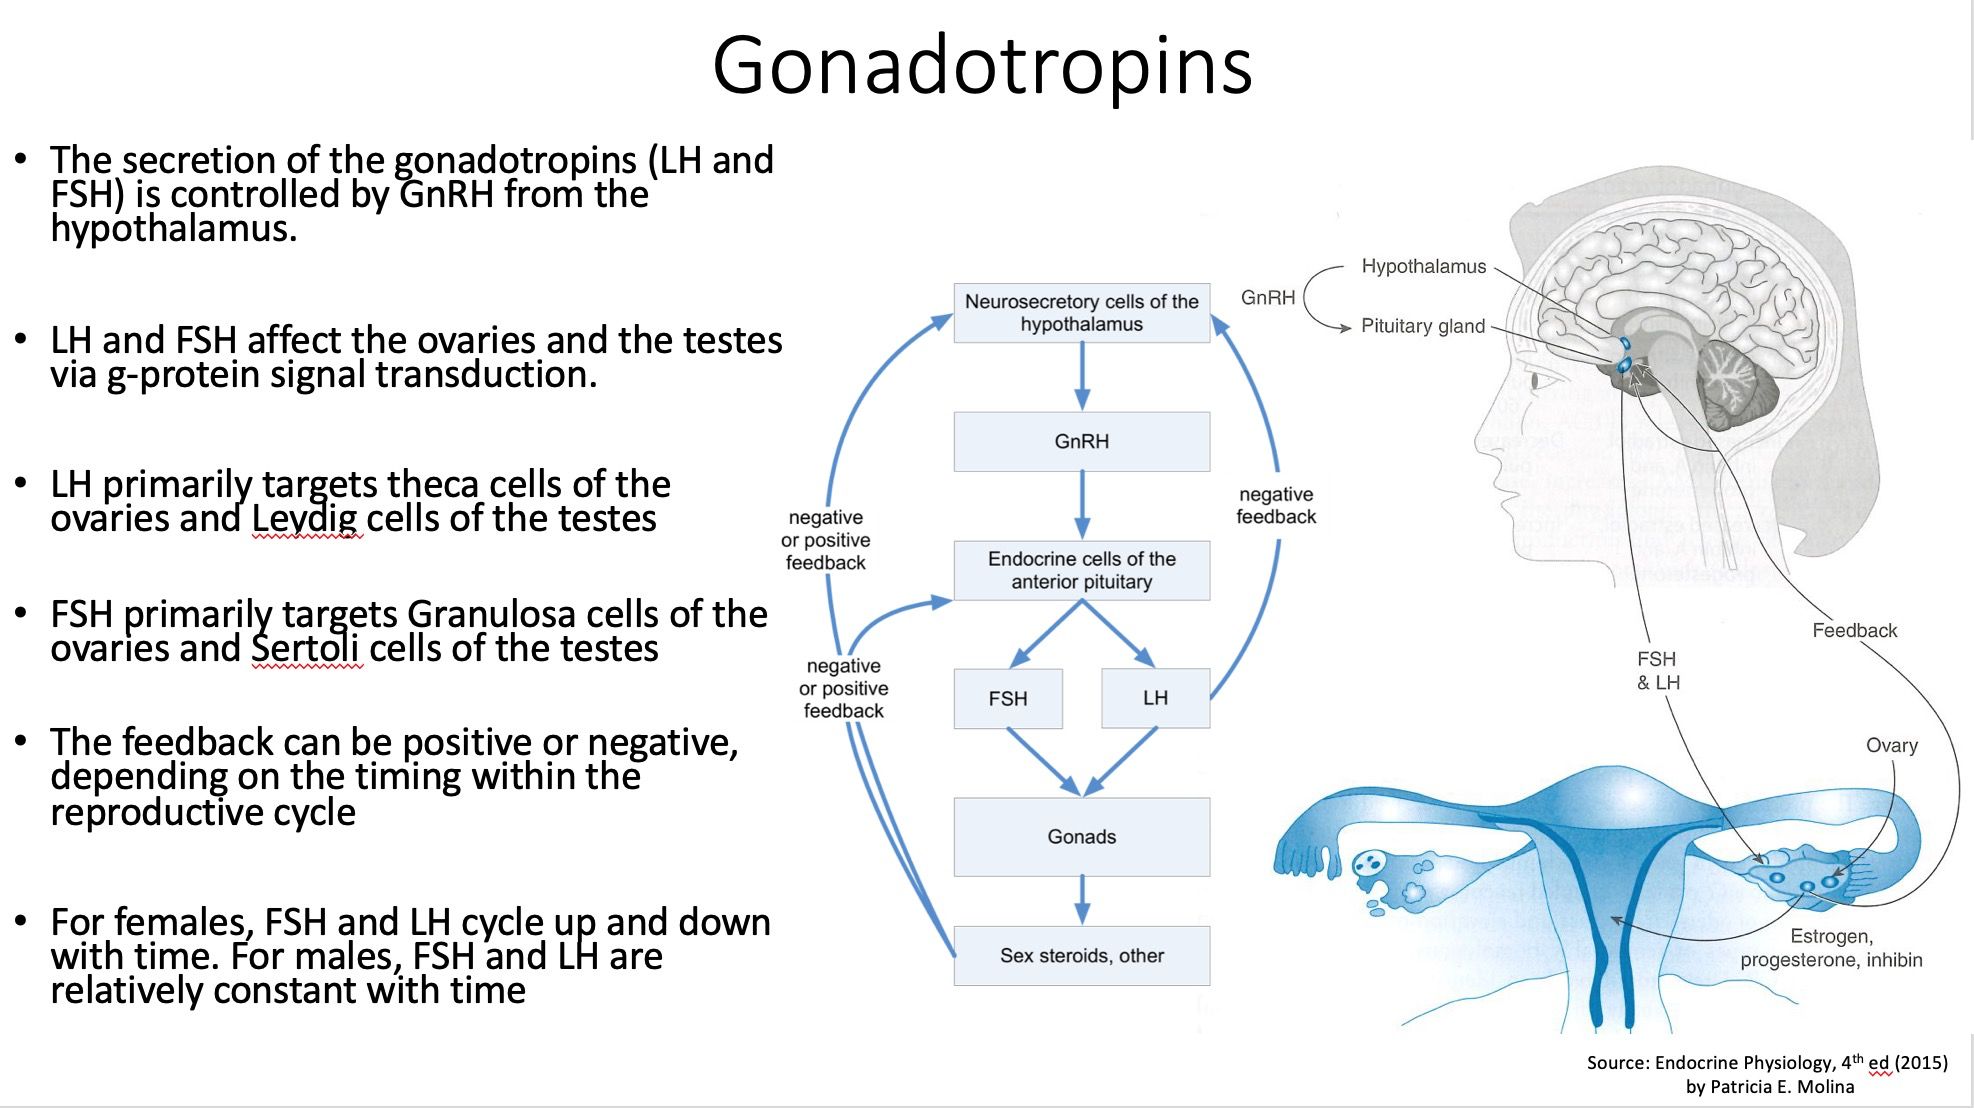 Gonadotropins
• The secretion of the gonadotropins (LH and
FSH) is controlled by GnRH from the
hypothalamus.
• LH and FSH affect the ovaries and the testes
via g-protein signal transduction.
• LH primarily targets theca cells of the
ovaries and Leydig cells of the testes
• FSH primarily targets Granulosa cells of the
ovaries and Sertoli cells of the testes
• The feedback can be positive or negative,
depending on the timing within the
reproductive cycle
• For females, FSH and LH cycle up and down
with time. For males, FSH and LH are
relatively constant with time
Neurosecretory cells of the
hypothalamus
GnRH
Endocrine cells of the
anterior pituitary
FSH
LH
Gonads
Sex steroids, other
negative
or positive
feedback
negative
or positive
feedback
negative
feedback
GnRH
Hypothalamus
Pituitary gland
Feedback
FSH
& LH
Ovary
Estrogen,
progesterone, inhibin
Source: Endocrine Physiology, 4th ed (2015)
by Patricia E. Molina